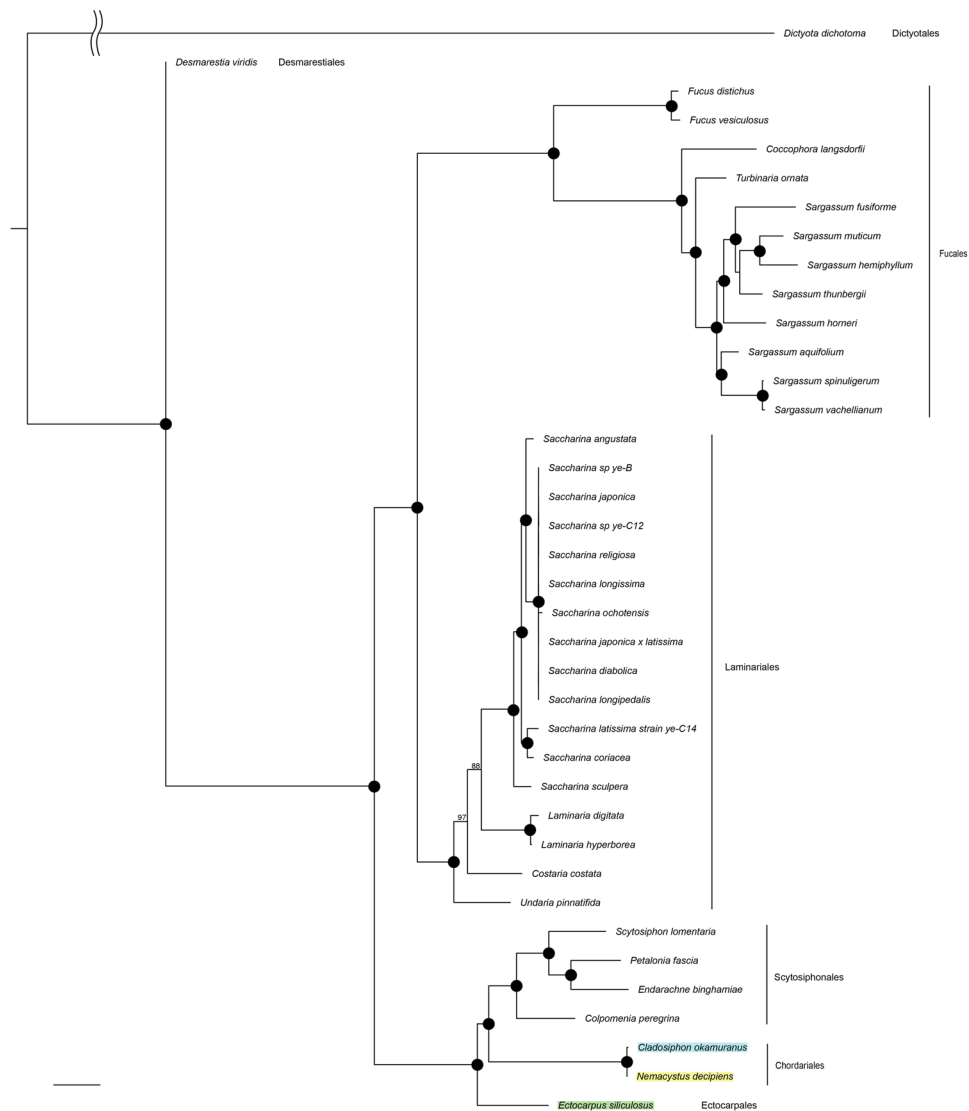 Dictyota dichotoma Dictyotales
Desmarestia viridis Desmarestiales
Fucus distichus
Fucus vesiculosus
Coccophora langsdorfii
Turbinaria ornata
Sargassum fusiforme
Sargassum muticum
Fucales
Sargassum hemiphyllum
Sargassum thunbergii
Sargassum horneri
Sargassum aquifolium
Sargassum spinuligerum
Sargassum vachellianum
Saccharina angustata
Saccharina sp ye-B
Saccharina japonica
Saccharina sp ye-C12
Saccharina religiosa
Saccharina longissima
Saccharina ochotensis
Saccharina japonica x latissima
Laminariales
Saccharina diabolica
Saccharina longipedalis
Saccharina latissima strain ye-C14
Saccharina coriacea
88
Saccharina sculpera
Laminaria digitata
97
Laminaria hyperborea
Costaria costata
Undaria pinnatifida
Scytosiphon lomentaria
Petalonia fascia
Scytosiphonales
Endarachne binghamiae
Colpomenia peregrina
Cladosiphon okamuranus
Chordariales
Nemacystus decipiens
Ectocarpus siliculosus Ectocarpales